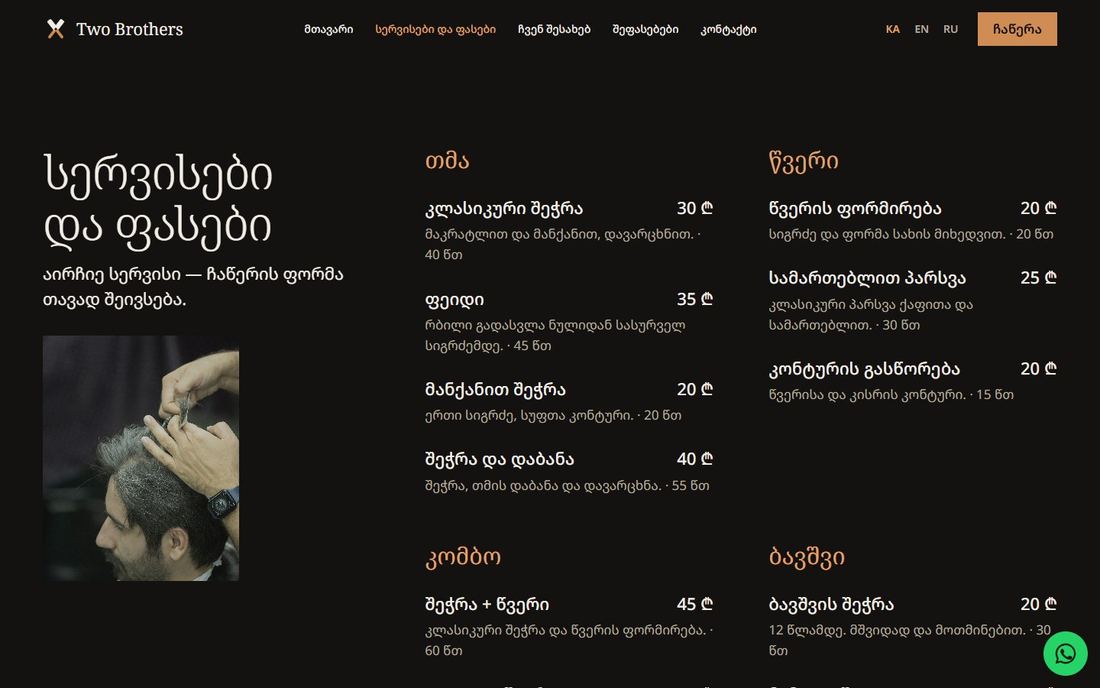 Two Brothers
მთავარი
სერვისები და ფასები
ჩვენ შესახებ
შეფასებები
კონტაქტი
KA EN RU
ჩაწერა
სერვისები
და ფასები
აირჩიე სერვისი — ჩაწერის ფორმა
თავად შეივსება.
თმა
კლასიკური შეჭრა 30 ₾
მაკრატლით და მანქანით, დავარცხნით. ·
40 წთ
ფეიდი 35 ₾
რბილი გადასვლა ნულიდან სასურველ
სიგრძემდე. · 45 წთ
მანქანით შეჭრა 20 ₾
ერთი სიგრძე, სუფთა კონტური. · 20 წთ
შეჭრა და დაბანა 40 ₾
შეჭრა, თმის დაბანა და დავარცხნა. · 55 წთ
წვერი
წვერის ფორმირება 20 ₾
სიგრძე და ფორმა სახის მიხედვით. · 20 წთ
სამართებლით პარსვა 25 ₾
კლასიკური პარსვა ქაფითა და
სამართებლით. · 30 წთ
კონტურის გასწორება 20 ₾
წვერისა და კისრის კონტური. · 15 წთ
კომბო
შეჭრა + წვერი 45 ₾
კლასიკური შეჭრა და წვერის ფორმირება. ·
60 წთ
ბავშვი
ბავშვის შეჭრა 20 ₾
12 წლამდე. მშვიდად და მოთმინებით. · 30
წთ